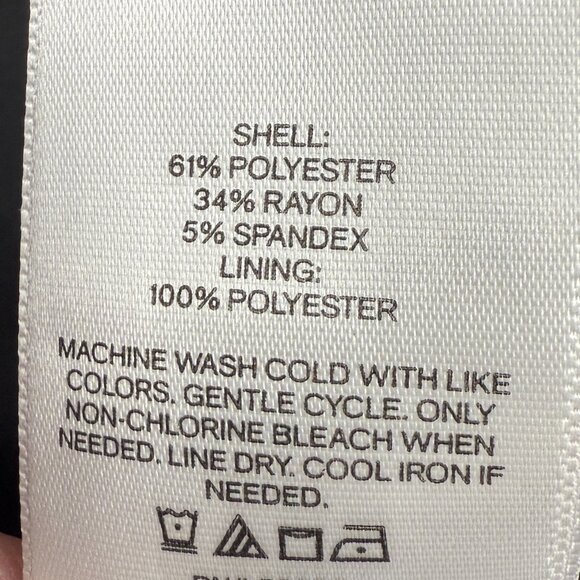 SHELL:
61% POLYESTER
34% RAYON
5% SPANDEX
LINING:
100% POLYESTER
MACHINE WASH COLD WITH LIKE
COLORS. GENTLE CYCLE. ONLY
NON-CHLORINE BLEACH WHEN
NEEDED. LINE DRY. COOL IRON IF
NEEDED.